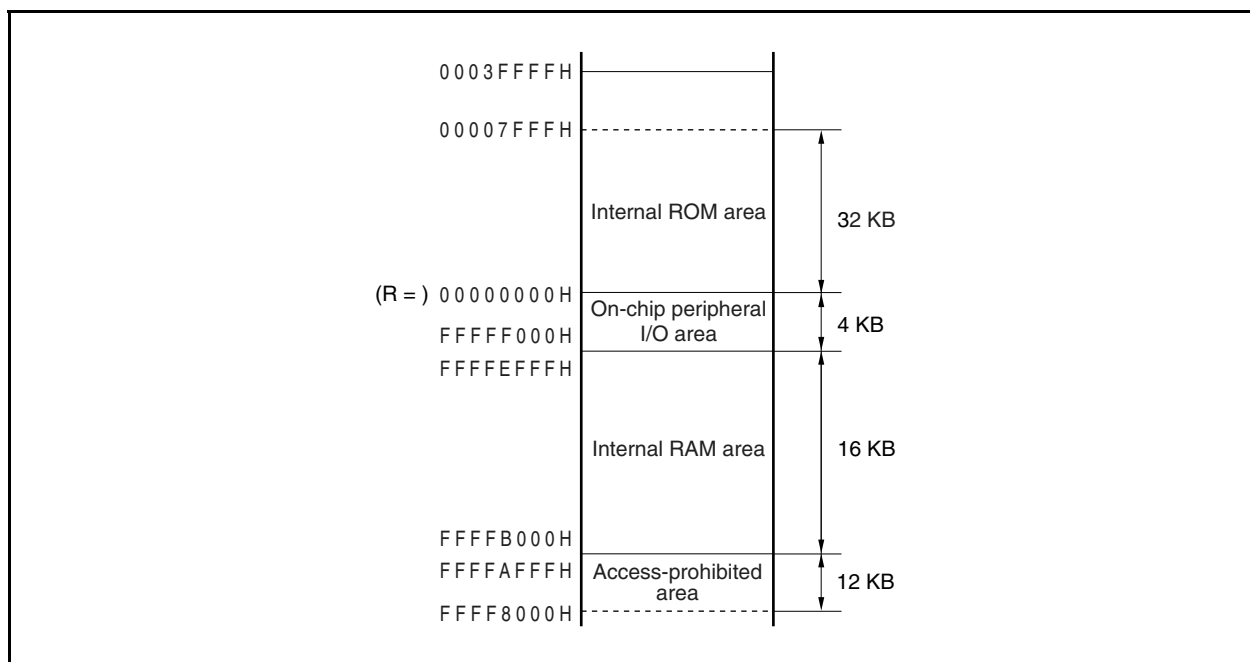 0003FFFFH
00007FFFH
Internal ROM area
32 KB
(R = ) 00000000H
On-chip peripheral
I/O area
4 KB
FFFFF000H
FFFFEFFFH
Internal RAM area
16 KB
FFFFB000H
FFFFAFFFH
Access-prohibited
area
12 KB
FFFF8000H